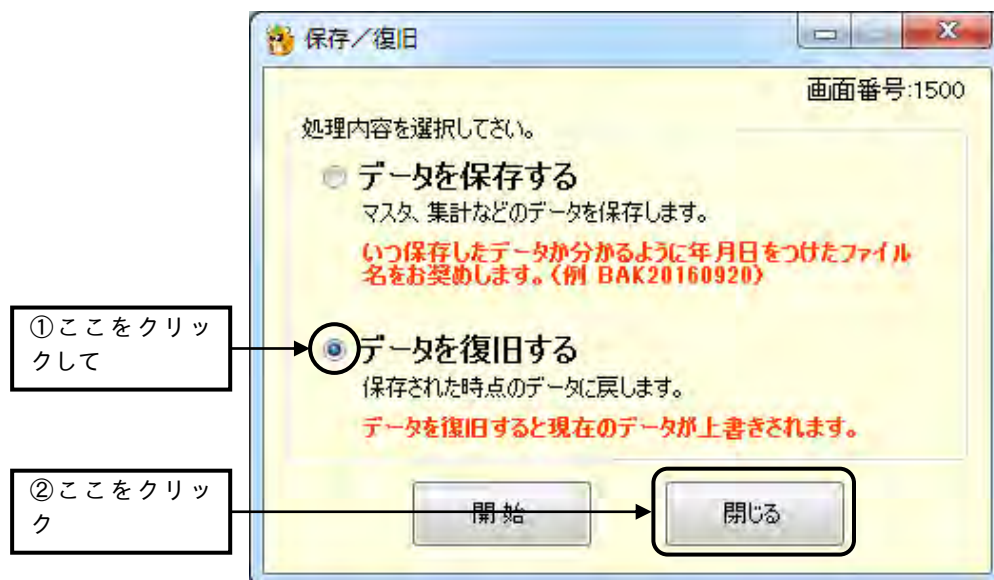 保存/復旧
画面番号:1500
処理内容を選択してさい。
データを保存する
マスタ、集計などのデータを保存します。
いつ保存したデータか分かるように年月日をつけたファイル
名をお奨めします。(例 BAK20160920)
①ここをクリッ
クして
データを復旧する
保存された時点のデータに戻します。
データを復旧すると現在のデータが上書きされます。
②ここをクリッ
ク
開始
閉じる